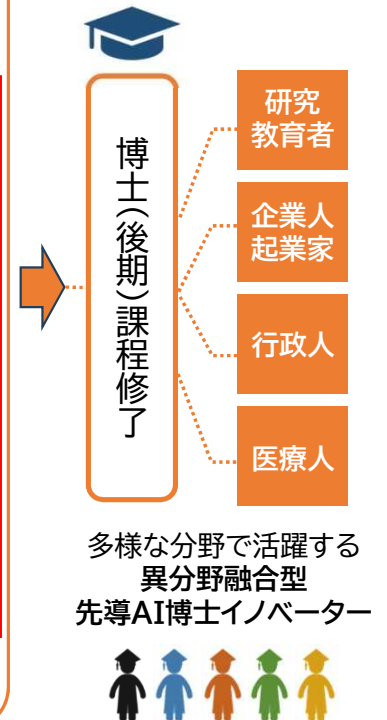 博士(後期)課程修了
研究
教育者
企業人
起業家
行政人
医療人
多様な分野で活躍する
異分野融合型
先導AI博士イノベーター